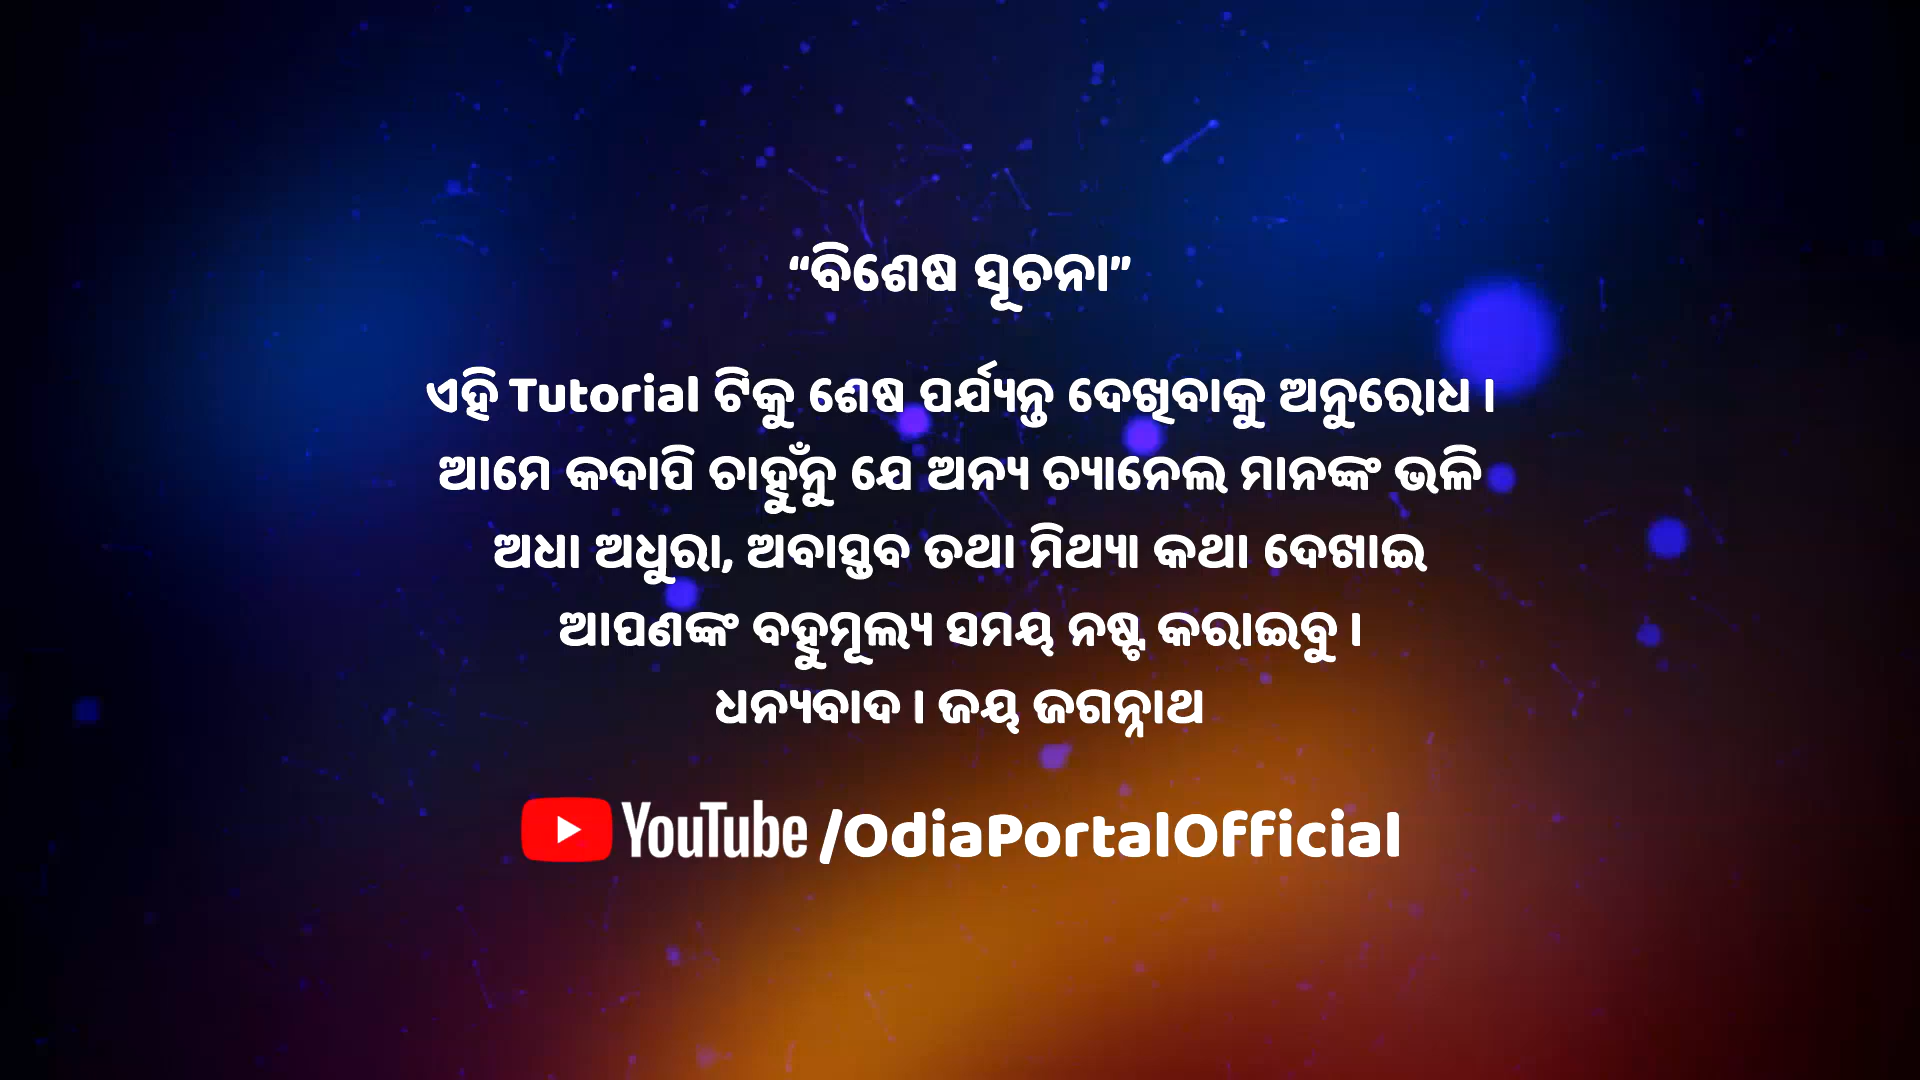 “ବିଶେଷ ସୂଚନା”
ଏହି Tutorial ଟିକୁ ଶେଷ ପର୍ଯ୍ୟନ୍ତ ଦେଖିବାକୁ ଅନୁରୋଧ ।
ଆମେ କଦାପି ଚାହୁଁନୁ ଯେ ଅନ୍ୟ ଚ୍ୟାନେଲ ମାନଙ୍କ ଭଳି
ଅଧା ଅଧୁରା, ଅବାସ୍ତବ ତଥା ମିଥ୍ୟା କଥା ଦେଖାଇ
ଆପଣଙ୍କ ବହୁମୂଲ୍ୟ ସମୟ ନଷ୍ଟ କରାଇବୁ ।
ଧନ୍ୟବାଦ । ଜୟ ଜଗନ୍ନାଥ
YouTube /OdiaPortalOfficial